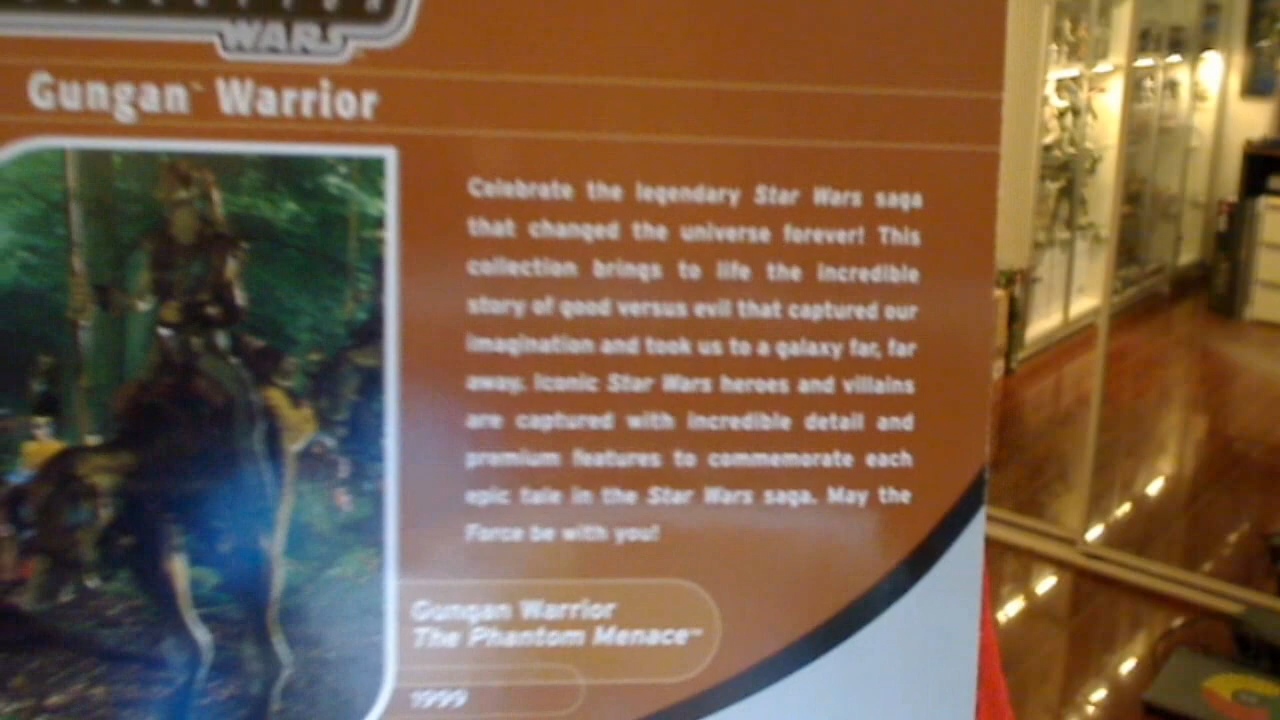 WARS
Gungan™ Warrior
Celebrate the legendary Star Wars saga
that changed the universe forever! This
collection brings to life the incredible
story of good versus evil that captured our
imagination and took us to a galaxy far, far
away. Iconic Star Wars heroes and villains
are captured with incredible detail and
premium features to commemorate each
epic tale in the Star Wars saga. May the
Force be with you!
Gungan Warrior
The Phantom Menace™
1999